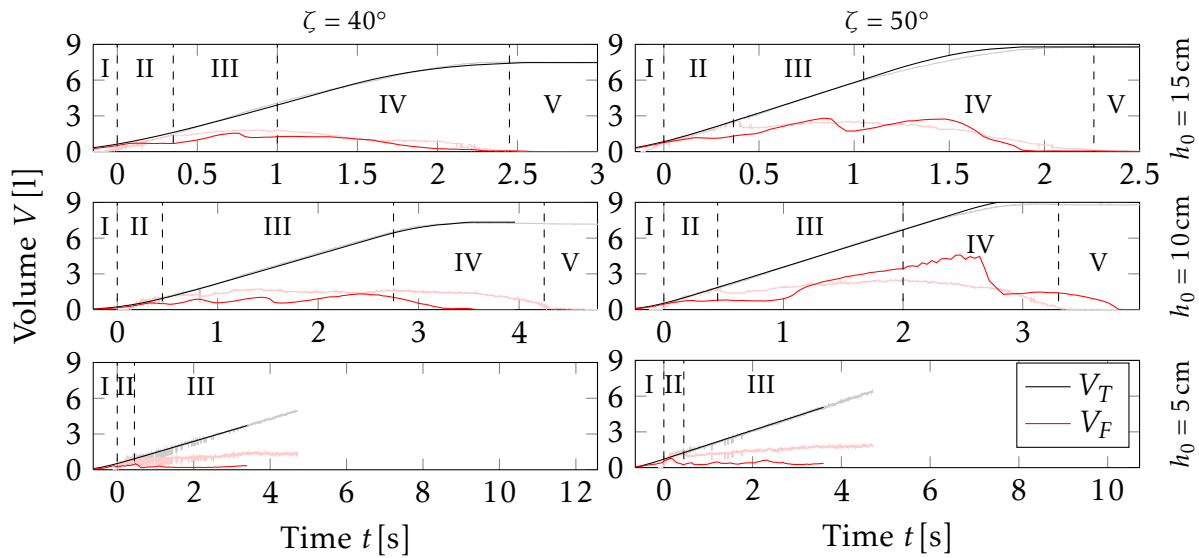 ζ = 40° ζ = 50°
9 I II III IV V 9 I II III IV V
6 6
3 3
0 0
0 0.5 1 1.5 2 2.5 3 0 0.5 1 1.5 2 2.5
h₀ = 15 cm
9 I II III IV V 9 I II III IV V
6 6
3 3
0 0
0 1 2 3 4 0 1 2 3
h₀ = 10 cm
Volume V [l]
9 I II III 9 I II III
6 6
3 3
0 0
0 2 4 6 8 10 12 0 2 4 6 8 10
V_T
V_F
h₀ = 5 cm
Time t [s] Time t [s]